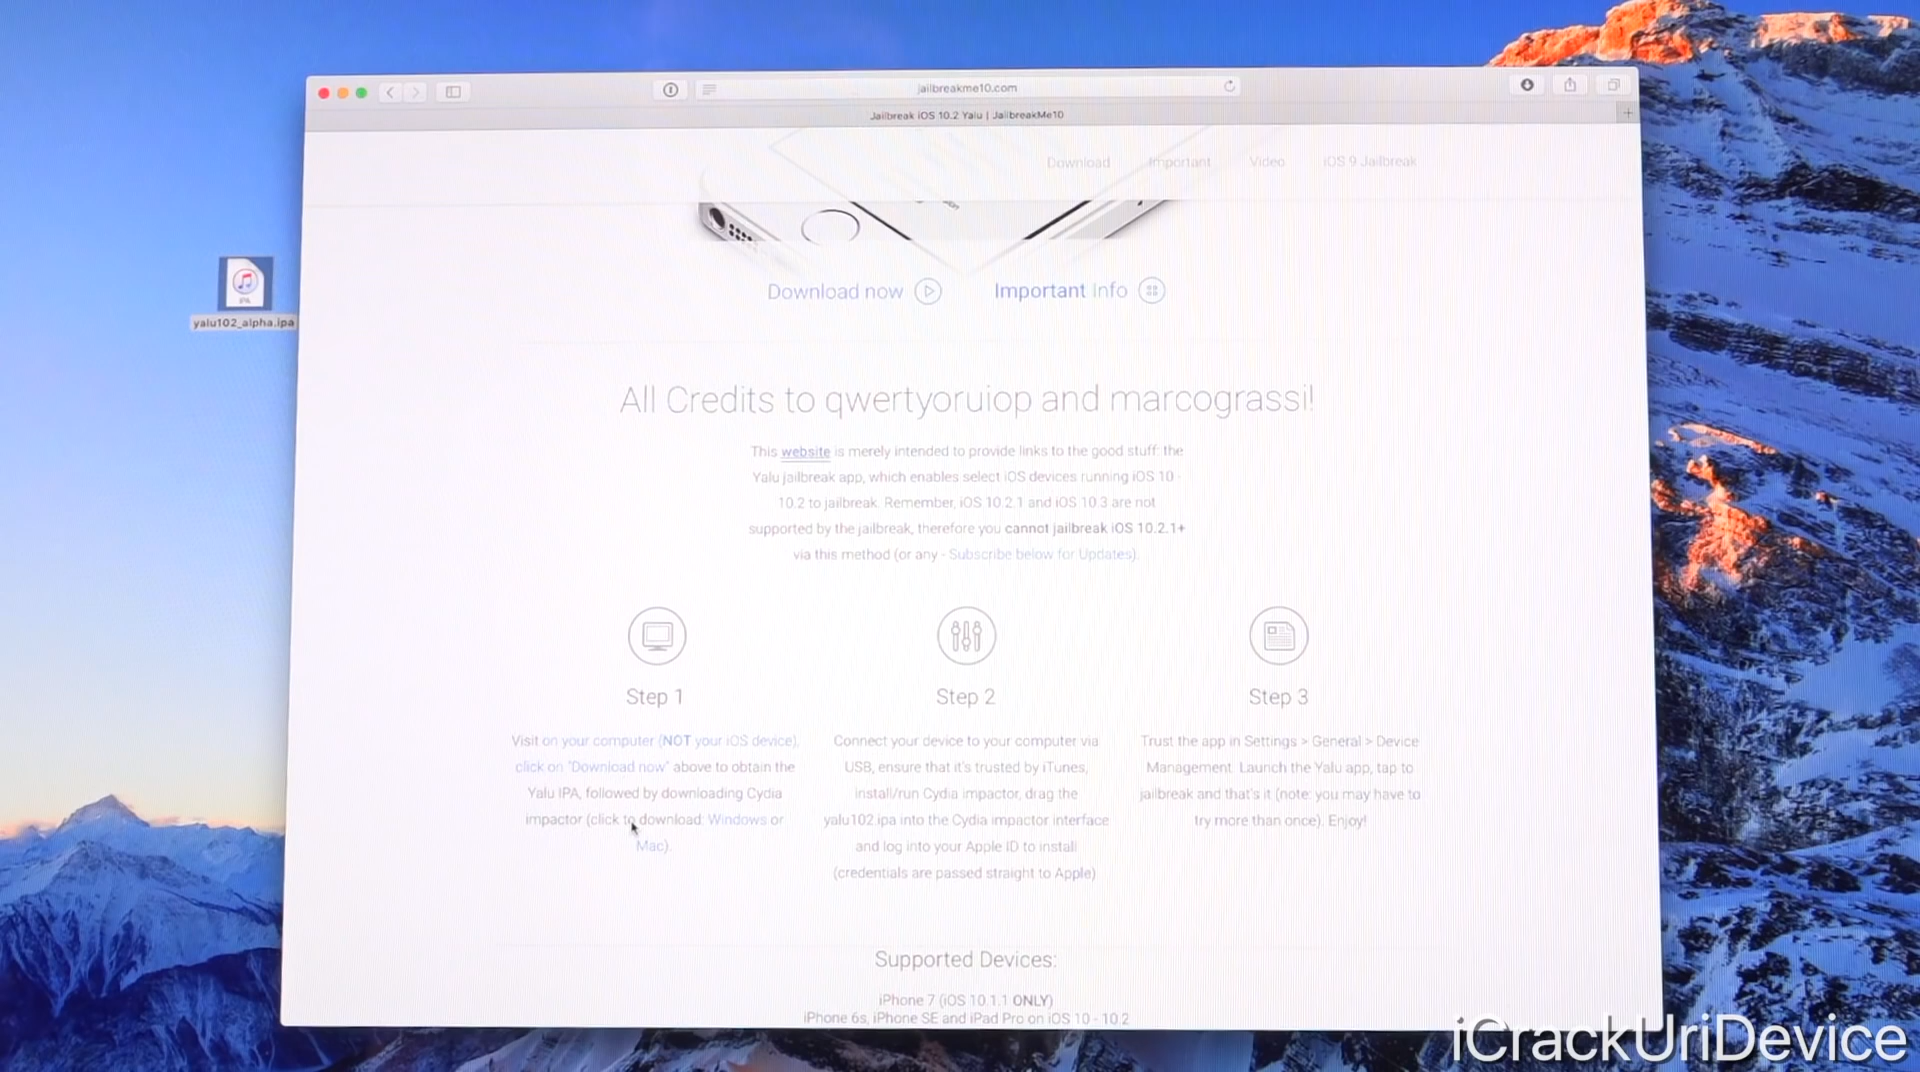 jailbreakme10.com
Jailbreak iOS 10.2 Yalu | JailbreakMe10
Download Important Video iOS 9 Jailbreak
IPA
yalu102_alpha.ipa
Download now Important Info
All Credits to qwertyoruiop and marcograssi!
This website is merely intended to provide links to the good stuff: the
Yalu jailbreak app, which enables select iOS devices running iOS 10 -
10.2 to jailbreak. Remember, iOS 10.2.1 and iOS 10.3 are not
supported by the jailbreak, therefore you cannot jailbreak iOS 10.2.1+
via this method (or any - Subscribe below for Updates).
Step 1
Visit on your computer (NOT your iOS device),
click on 'Download now' above to obtain the
Yalu IPA, followed by downloading Cydia
impactor (click to download: Windows or
Mac).
Step 2
Connect your device to your computer via
USB, ensure that it's trusted by iTunes,
install/run Cydia impactor, drag the
yalu102.ipa into the Cydia impactor interface
and log into your Apple ID to install
(credentials are passed straight to Apple)
Step 3
Trust the app in Settings > General > Device
Management. Launch the Yalu app, tap to
jailbreak and that's it (note: you may have to
try more than once). Enjoy!
Supported Devices:
iPhone 7 (iOS 10.1.1 ONLY)
iPhone 6s, iPhone SE and iPad Pro on iOS 10 - 10.2
iCrackUriDevice